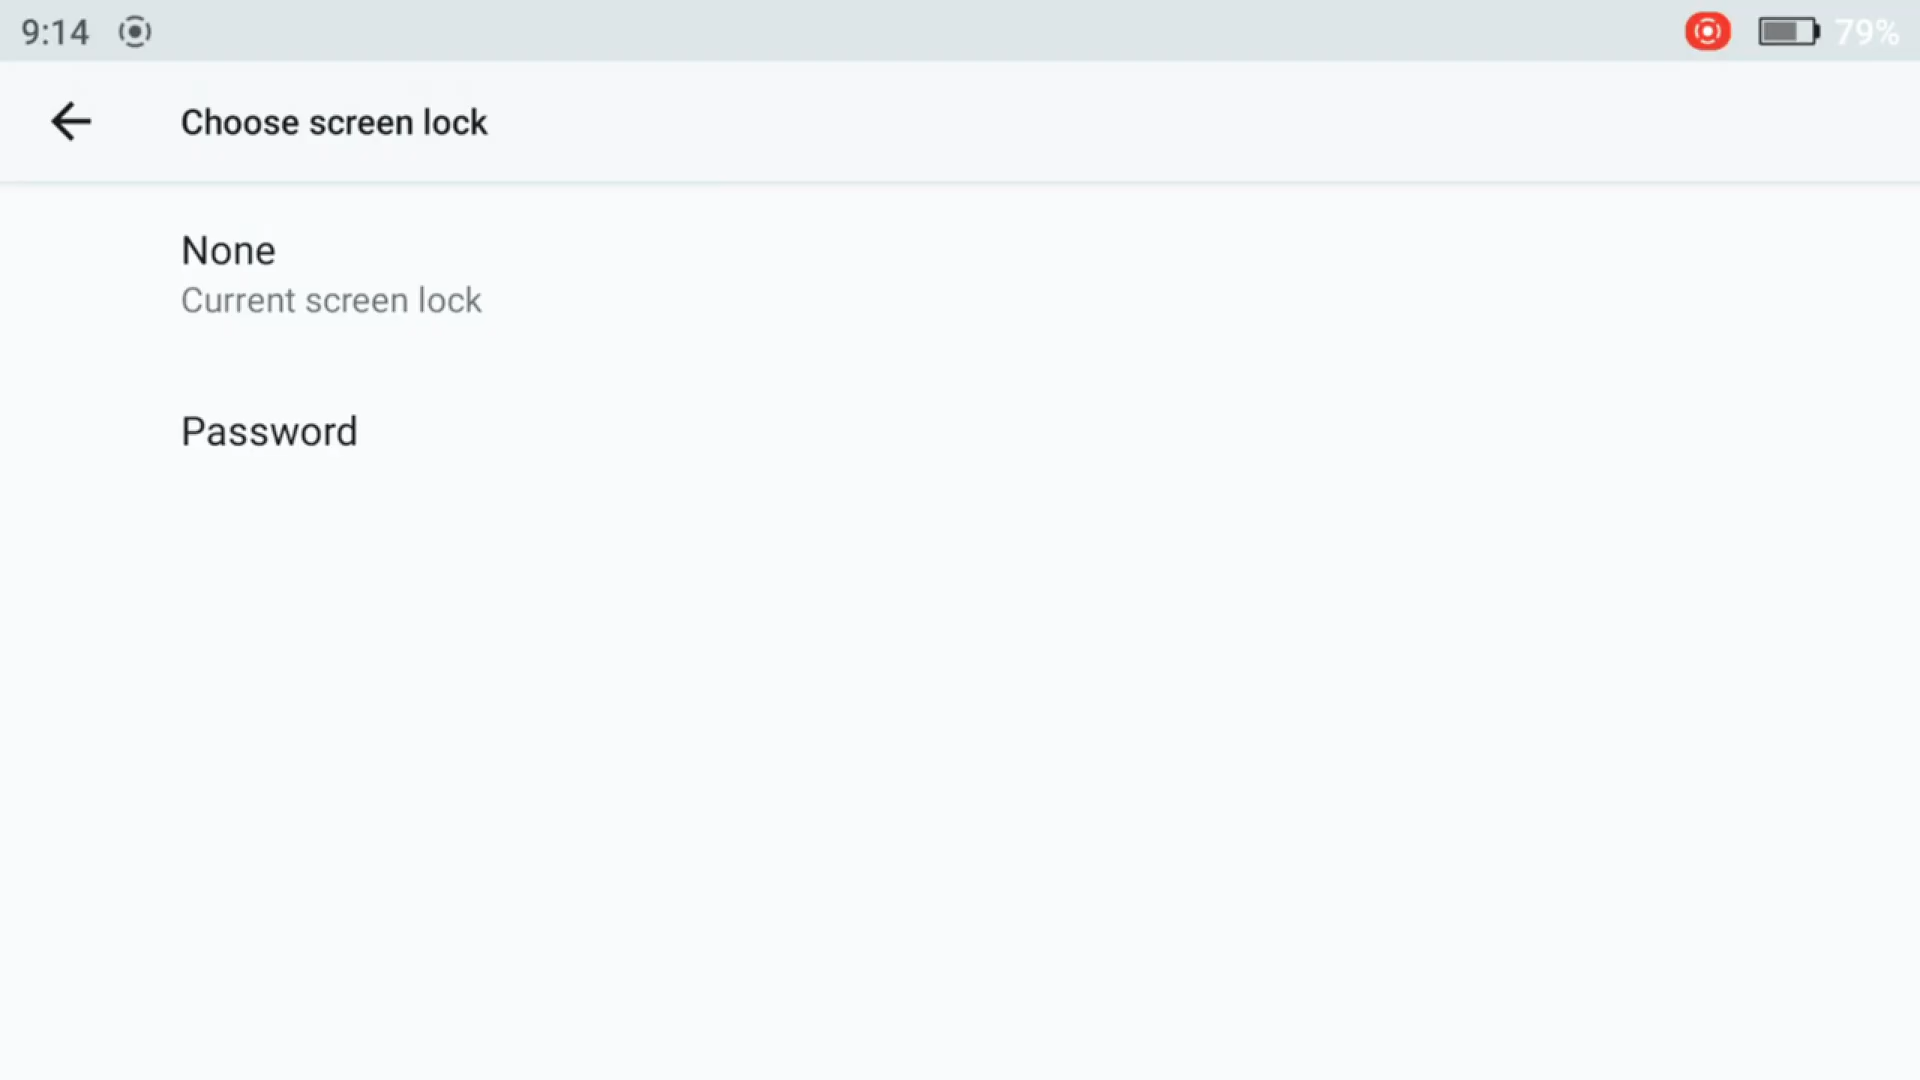 9:14
79%
Choose screen lock
None
Current screen lock
Password